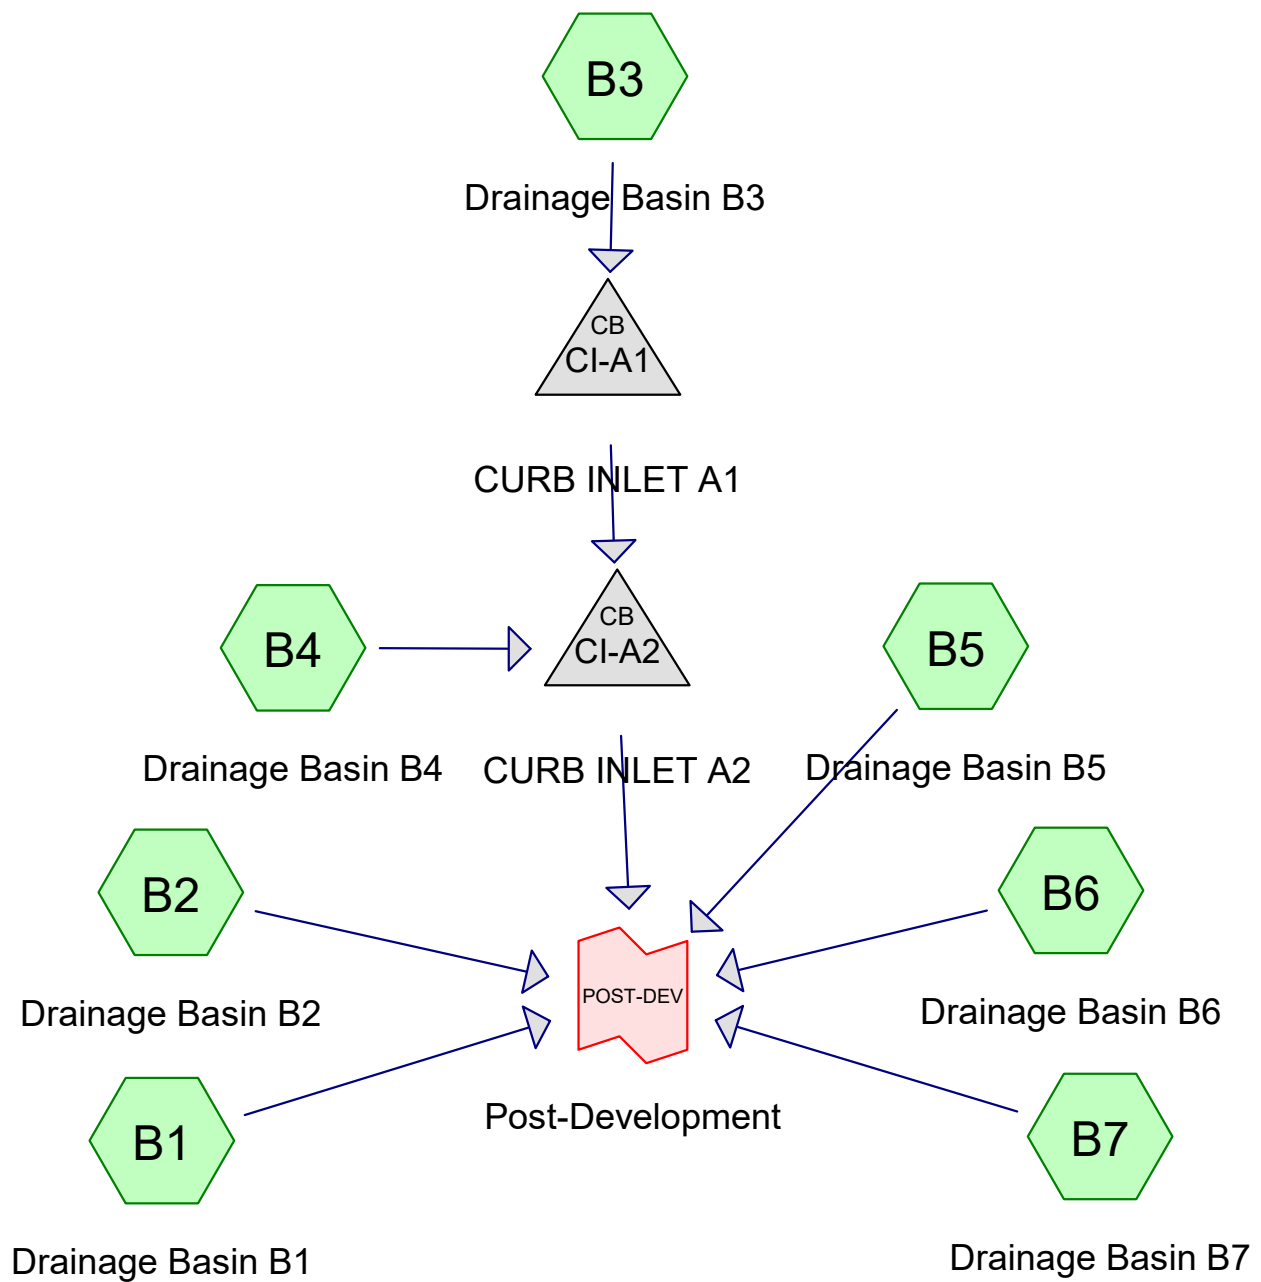 B3
Drainage Basin B3
CB
CI-A1
CURB INLET A1
CB
CI-A2
CURB INLET A2
B4
Drainage Basin B4
B5
Drainage Basin B5
B2
Drainage Basin B2
B6
Drainage Basin B6
POST-DEV
Post-Development
B1
Drainage Basin B1
B7
Drainage Basin B7